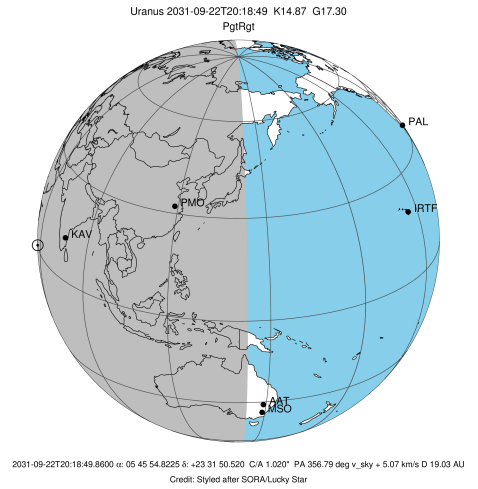 Uranus 2031-09-22T20:18:49 K14.87 G17.30
PgtRgt
PAL
PMO
IRTF
KAV
AAT
MSO
2031-09-22T20:18:49.8600 α: 05 45 54.8225 δ: +23 31 50.520 C/A 1.020" PA 356.79 deg v_sky + 5.07 km/s D 19.03 AU
Credit: Styled after SORA/Lucky Star